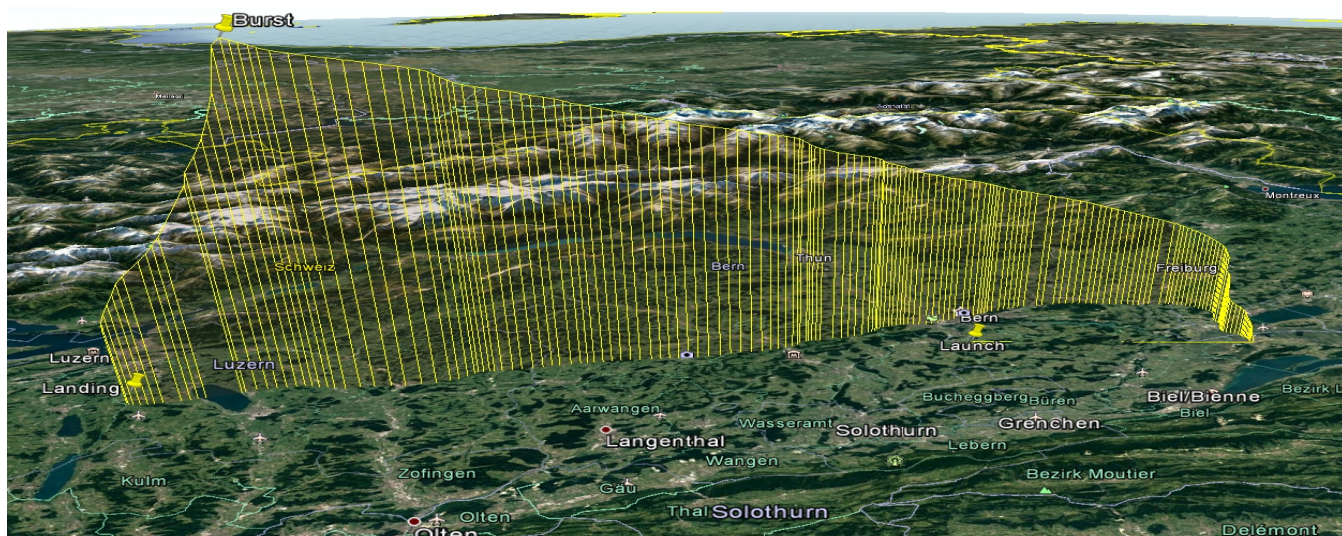 Burst
Montreux
Schweiz
Bern
Thun
Freiburg
Bern
Launch
Luzern
Luzern
Landing
Aarwangen
Langenthal
Wasseramt
Wangen
Solothurn
Bucheggberg
Büren
Grenchen
Lebern
Biel/Bienne
Biel
Bezirk L
Kulm
Zofingen
Gäu
Bezirk Moutier
Olten
Olten
Thal
Solothurn
Delémont